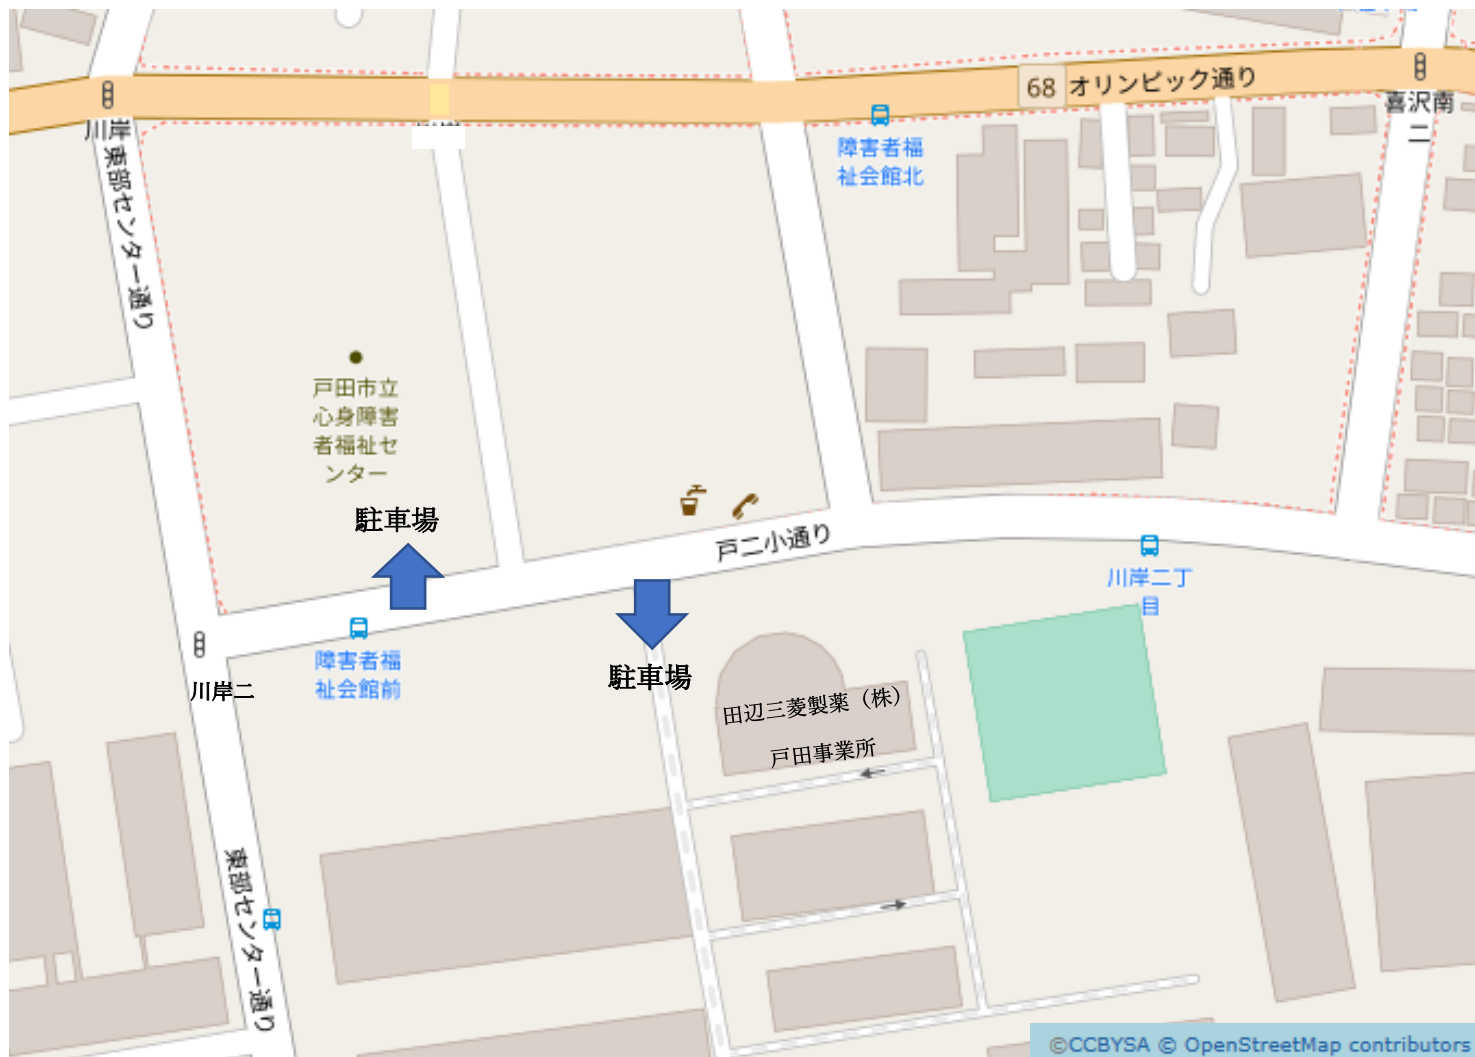 68 オリンピック通り
喜沢南
二
川岸
東部センター通り
障害者福
祉会館北
戸田市立
心身障害
者福祉セ
ンター
駐車場
戸二小通り
川岸二丁
目
川岸二
障害者福
祉会館前
駐車場
田辺三菱製薬（株）
戸田事業所
東部センター通り
©CCBYSA © OpenStreetMap contributors